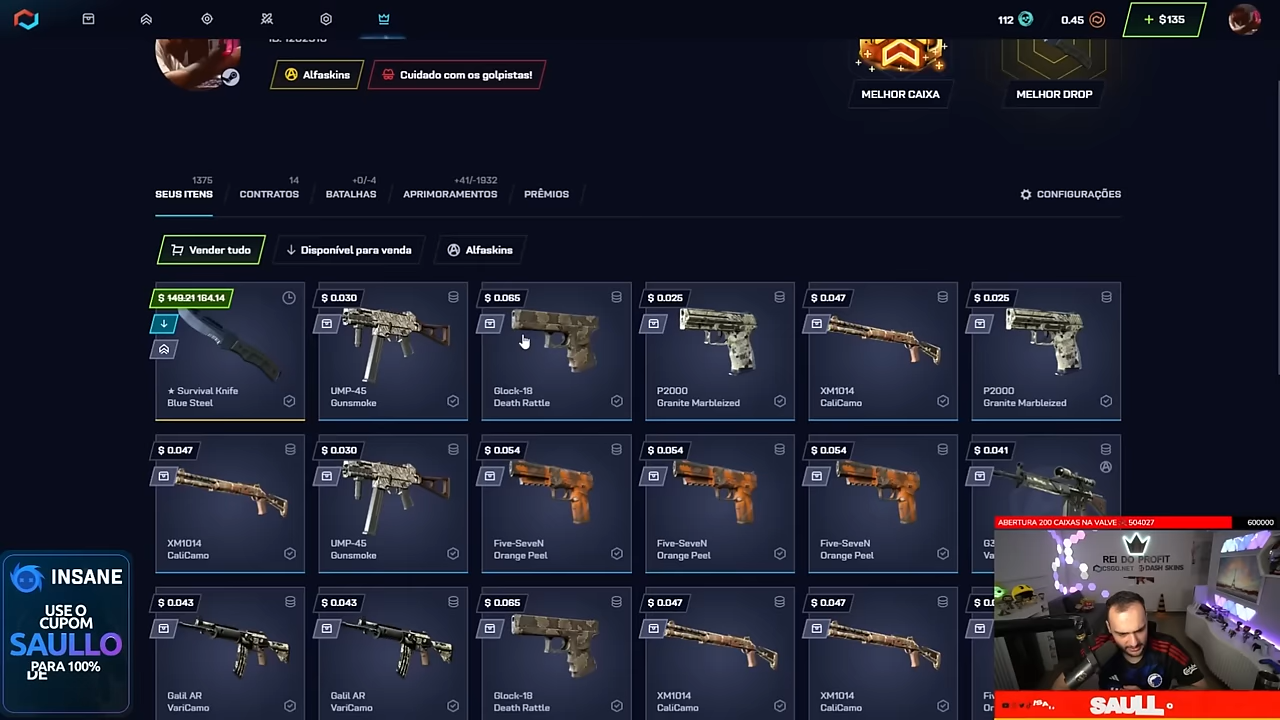 112
0.45
+ $135
Alfaskins
Cuidado com os golpistas!
MELHOR CAIXA
MELHOR DROP
1375
SEUS ITENS
14
CONTRATOS
+0/-4
BATALHAS
+41/-1932
APRIMORAMENTOS
PRÊMIOS
CONFIGURAÇÕES
Vender tudo
Disponível para venda
Alfaskins
$ 149.21 164.14
★ Survival Knife
Blue Steel
$ 0.030
UMP-45
Gunsmoke
$ 0.065
Glock-18
Death Rattle
$ 0.025
P2000
Granite Marbleized
$ 0.047
XM1014
CaliCamo
$ 0.025
P2000
Granite Marbleized
$ 0.047
XM1014
CaliCamo
$ 0.030
UMP-45
Gunsmoke
$ 0.054
Five-SeveN
Orange Peel
$ 0.054
Five-SeveN
Orange Peel
$ 0.054
Five-SeveN
Orange Peel
$ 0.041
$ 0.043
Galil AR
VariCamo
$ 0.043
Galil AR
VariCamo
$ 0.065
Glock-18
Death Rattle
$ 0.047
XM1014
CaliCamo
$ 0.047
XM1014
CaliCamo
INSANE
USE O
CUPOM
SAULLO
PARA 100%
DE
ABERTURA 200 CAIXAS NA VALVE
504027
600000
REI DO PROFIT
CSGO.NET
DASH SKINS
SAULL